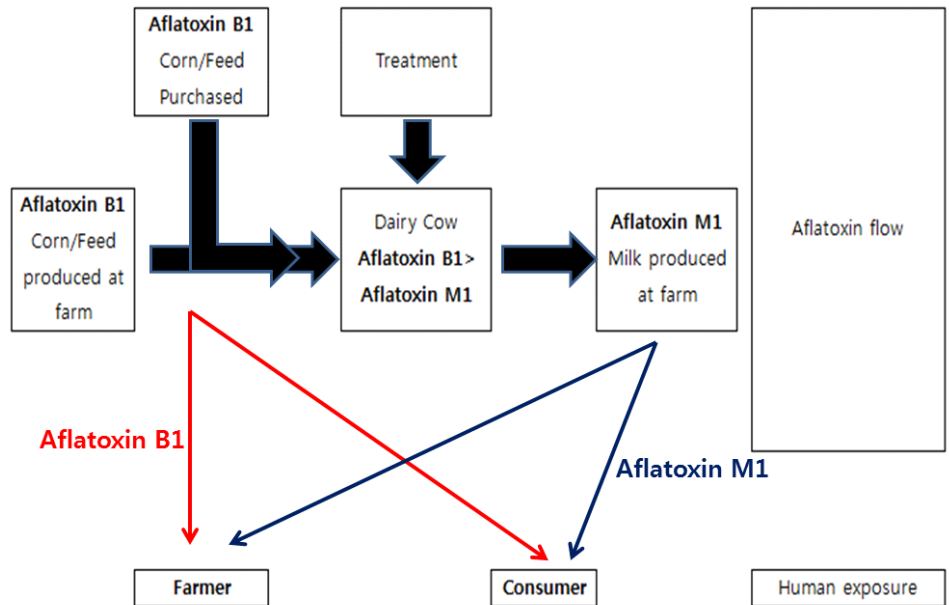 Aflatoxin B1
Corn/Feed
Purchased
Treatment
Aflatoxin B1
Corn/Feed
produced at
farm
Dairy Cow
Aflatoxin B1>
Aflatoxin M1
Aflatoxin M1
Milk produced
at farm
Aflatoxin flow
Aflatoxin B1
Aflatoxin M1
Farmer
Consumer
Human exposure